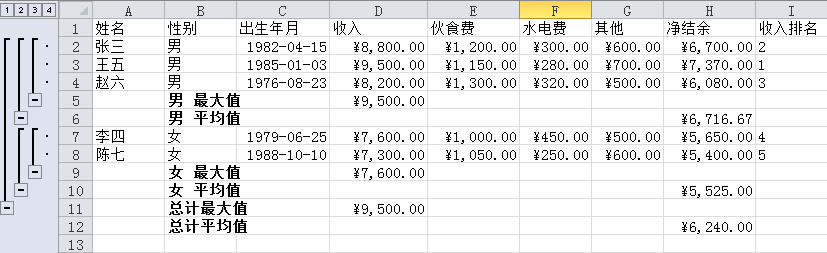 1 2 3 4
A B C D E F G H I
1 姓名 性别 出生年月 收入 伙食费 水电费 其他 净结余 收入排名
2 张三 男 1982-04-15 ¥8,800.00 ¥1,200.00 ¥300.00 ¥600.00 ¥6,700.00 2
3 王五 男 1985-01-03 ¥9,500.00 ¥1,150.00 ¥280.00 ¥700.00 ¥7,370.00 1
4 赵六 男 1976-08-23 ¥8,200.00 ¥1,300.00 ¥320.00 ¥500.00 ¥6,080.00 3
5 男 最大值 ¥9,500.00
6 男 平均值 ¥6,716.67
7 李四 女 1979-06-25 ¥7,600.00 ¥1,000.00 ¥450.00 ¥500.00 ¥5,650.00 4
8 陈七 女 1988-10-10 ¥7,300.00 ¥1,050.00 ¥250.00 ¥600.00 ¥5,400.00 5
9 女 最大值 ¥7,600.00
10 女 平均值 ¥5,525.00
11 总计最大值 ¥9,500.00
12 总计平均值 ¥6,240.00
13